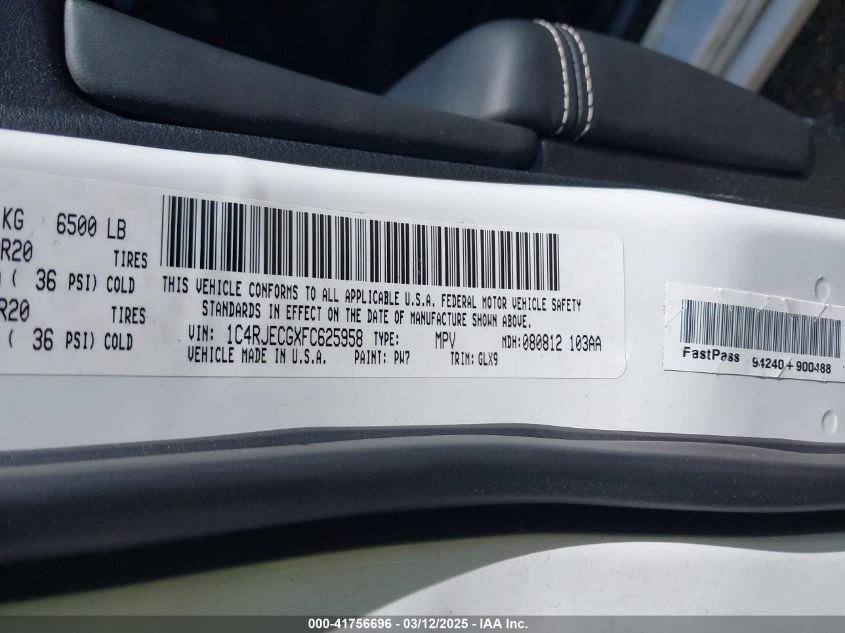 KG 6500 LB
R20 TIRES
( 36 PSI) COLD
R20 TIRES
( 36 PSI) COLD
THIS VEHICLE CONFORMS TO ALL APPLICABLE U.S.A. FEDERAL MOTOR VEHICLE SAFETY
STANDARDS IN EFFECT ON THE DATE OF MANUFACTURE SHOWN ABOVE.
VIN: 1C4RJECGXFC625958 TYPE: MPV MDH:080812 103AA
VEHICLE MADE IN U.S.A. PAINT: PW7 TRIM:GLX9
FastPass 94240+900488
000-41756696 - 03/12/2025 - IAA Inc.